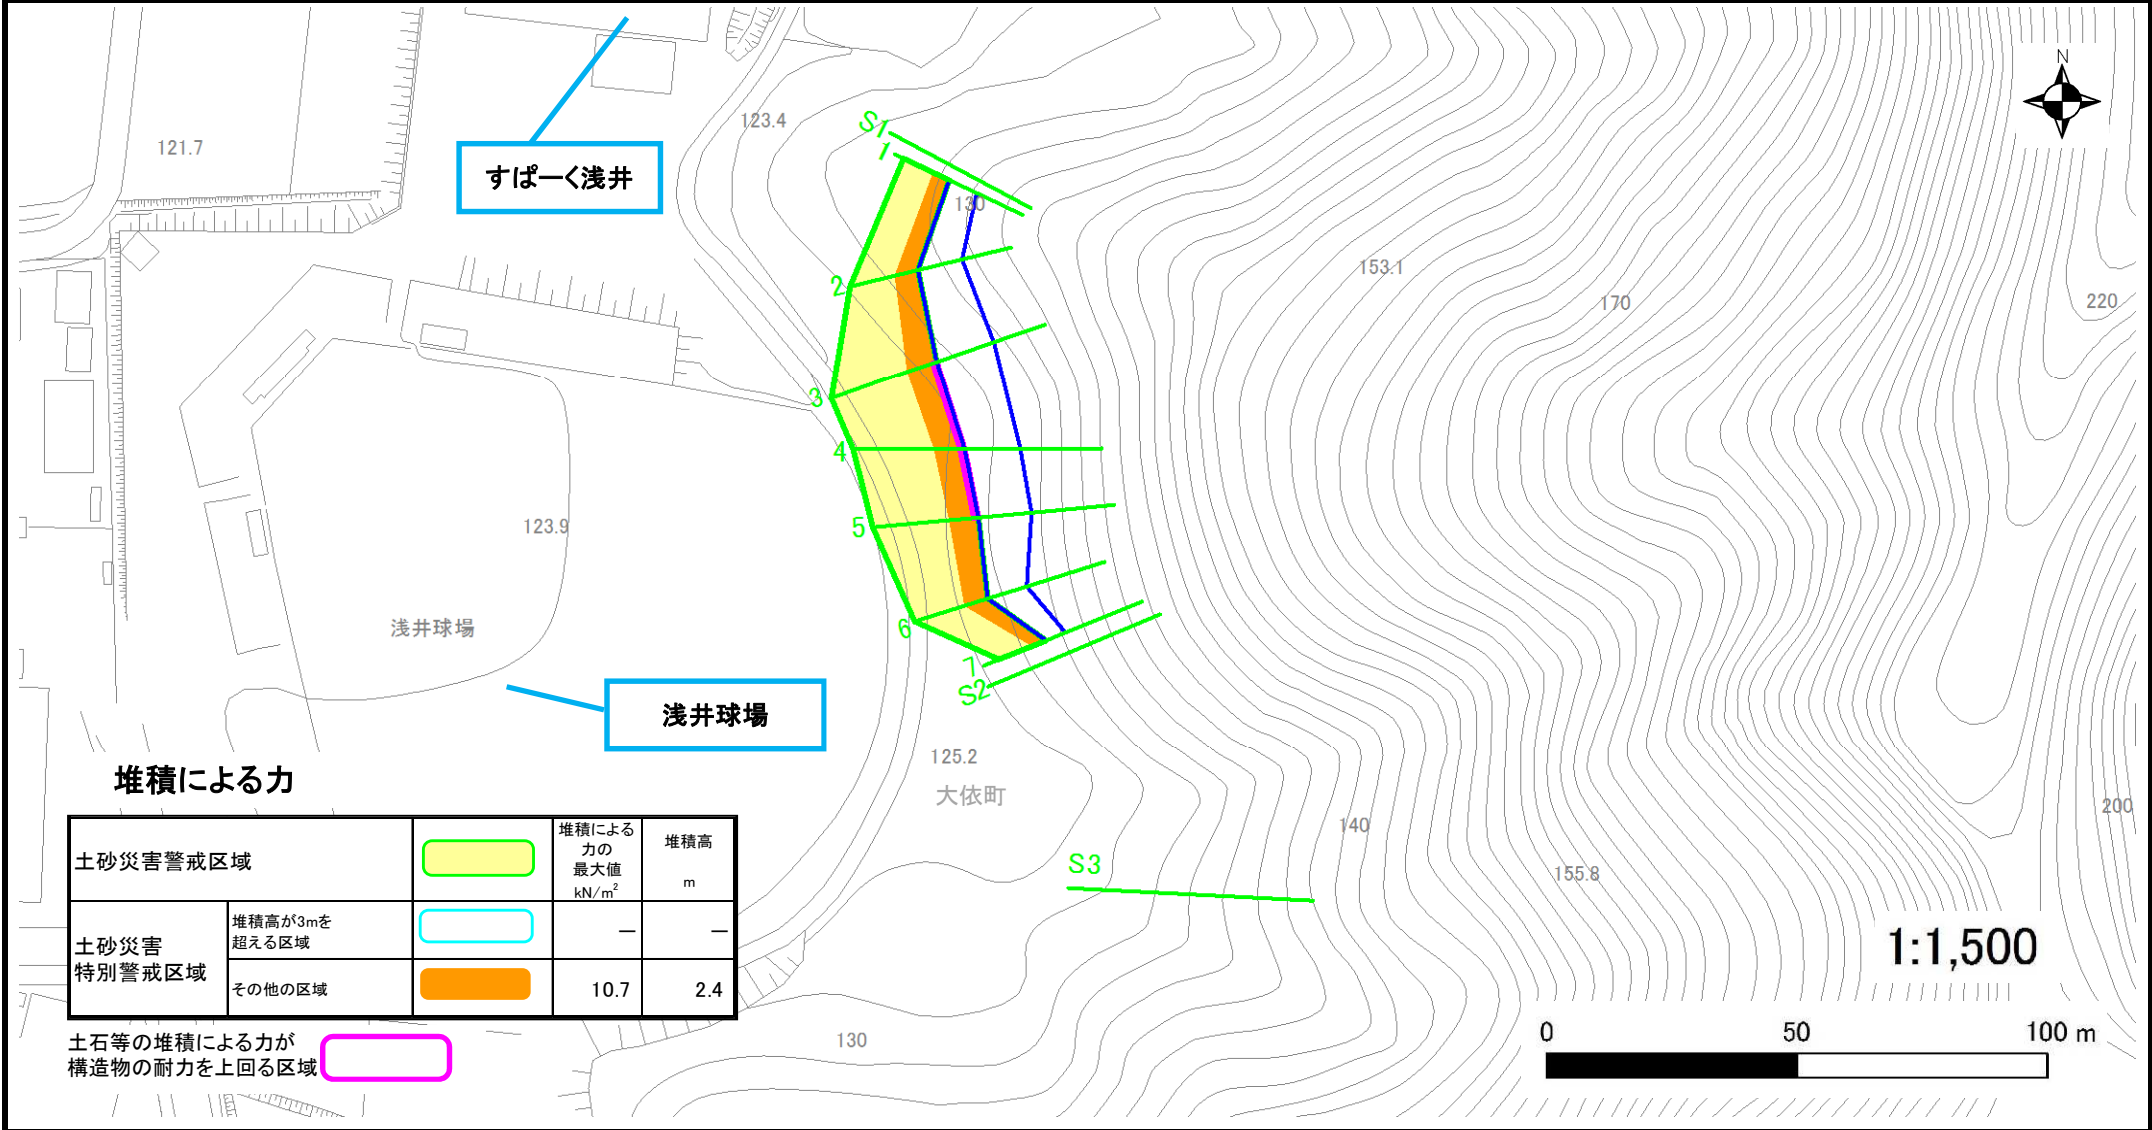 N
121.7
123.4
すぱーく浅井
S1
1
130
2
3
4
5
6
7
S2
S3
153.1
170
220
200
123.9
浅井球場
浅井球場
125.2
大依町
140
155.8
130
堆積による力
土砂災害警戒区域
堆積による
力の
最大値
kN/m²
堆積高
m
土砂災害
特別警戒区域
堆積高が3mを
超える区域
― ―
その他の区域 10.7 2.4
土石等の堆積による力が
構造物の耐力を上回る区域
1:1,500
0 50 100 m